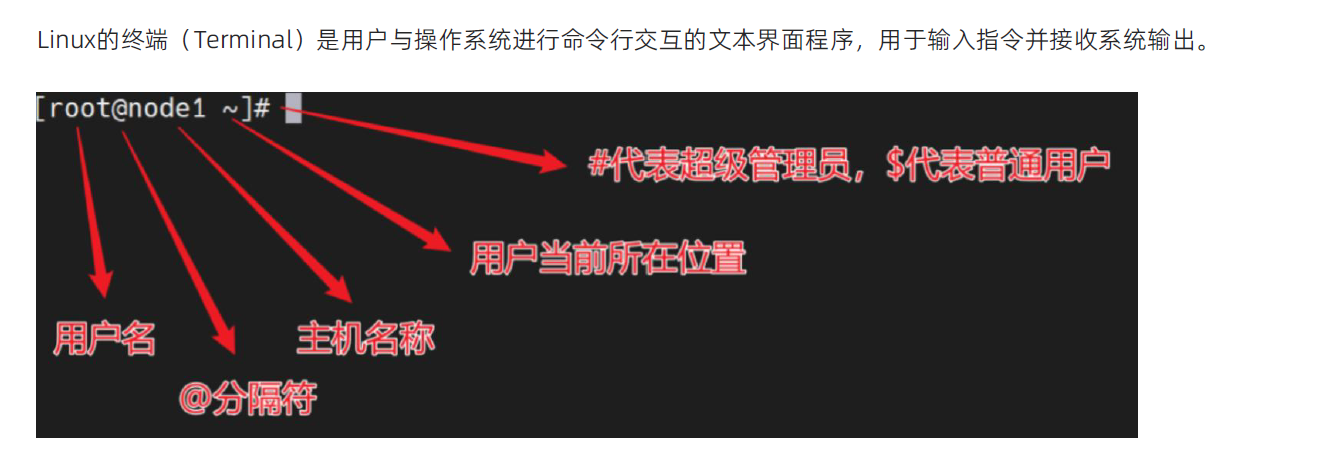 Linux的终端（Terminal）是用户与操作系统进行命令行交互的文本界面程序，用于输入指令并接收系统输出。
[root@node1 ~]#
#代表超级管理员，$代表普通用户
用户当前所在位置
用户名
主机名称
@分隔符